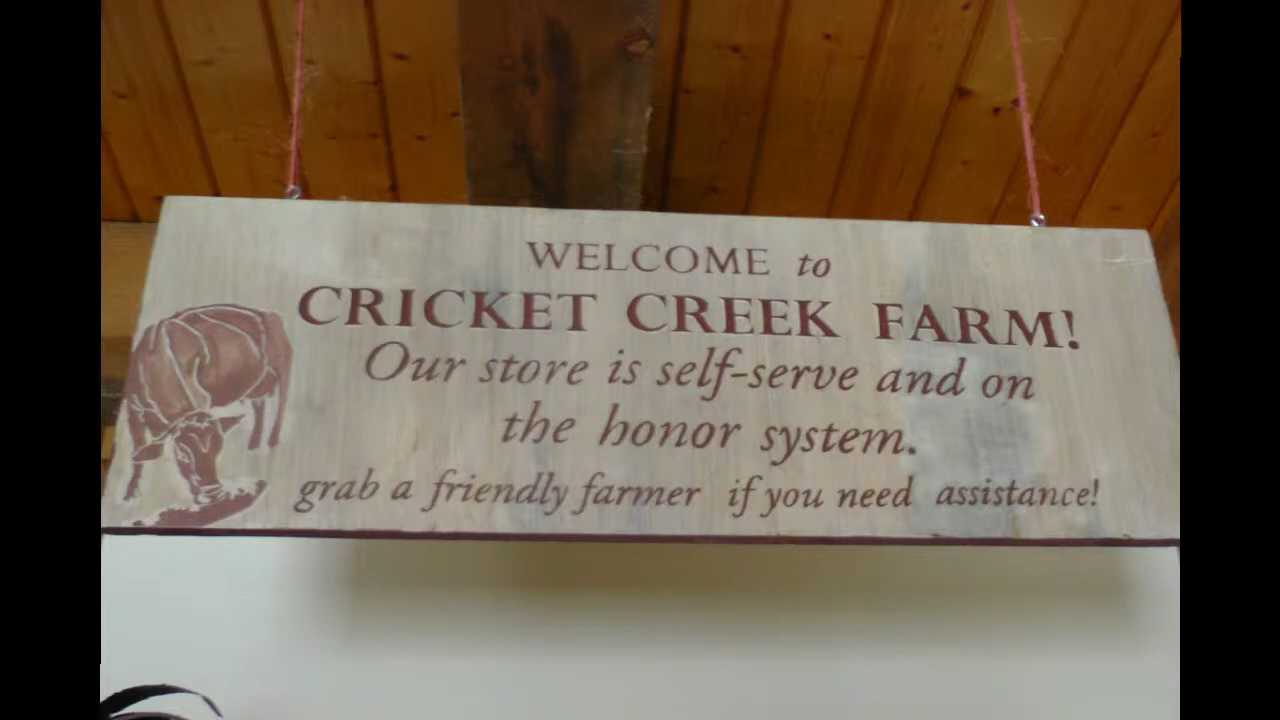 WELCOME to
CRICKET CREEK FARM!
Our store is self-serve and on
the honor system.
grab a friendly farmer if you need assistance!